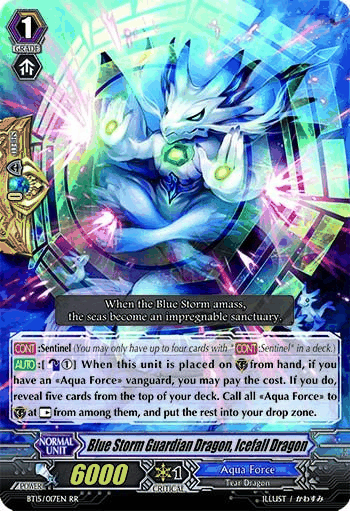 1
GRADE
SHIELD
0
When the Blue Storm amass,
the seas become an impregnable sanctuary.
CONT :Sentinel (You may only have up to four cards with "CONT :Sentinel" in a deck.)
AUTO : [ ① ] When this unit is placed on G from hand, if you
have an «Aqua Force» vanguard, you may pay the cost. If you do,
reveal five cards from the top of your deck. Call all «Aqua Force» to
G at from among them, and put the rest into your drop zone.
NORMAL UNIT
Blue Storm Guardian Dragon, Icefall Dragon
POWER
6000
1
CRITICAL
Aqua Force
Tear Dragon
BT15/017EN RR
ILLUST / かわすみ